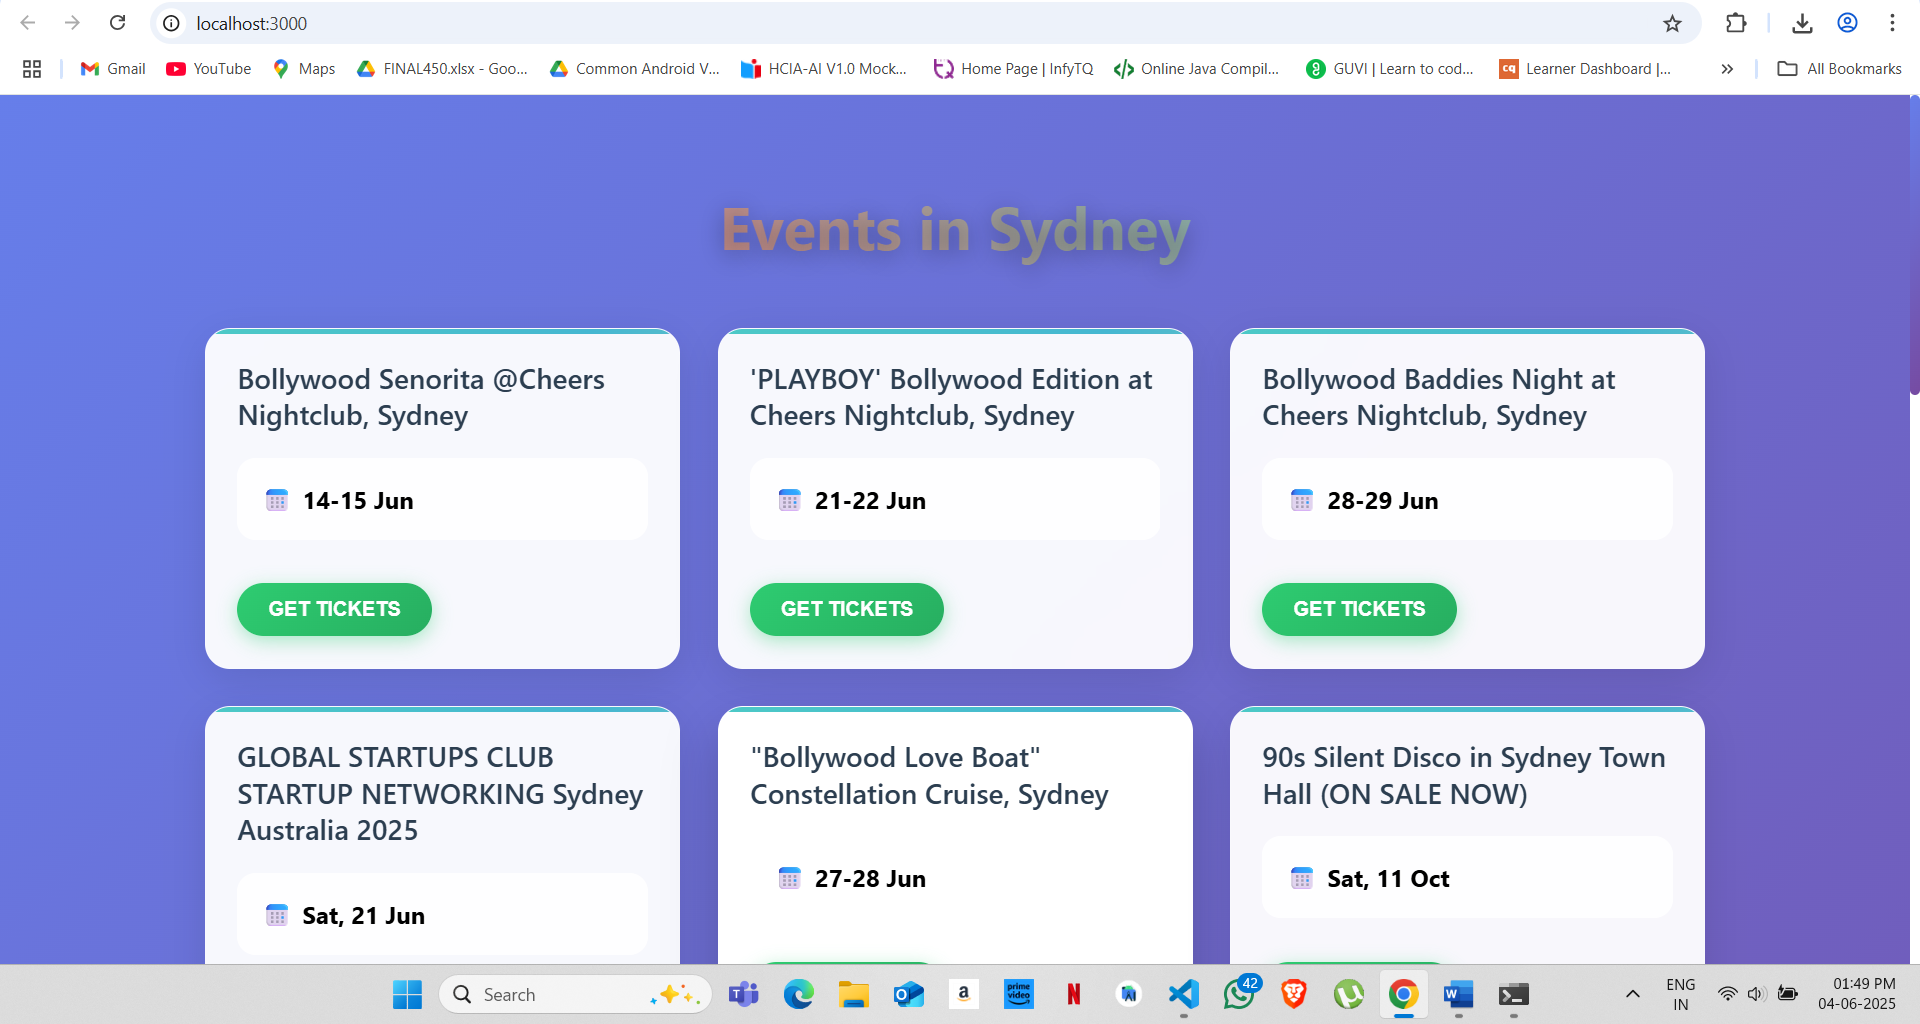 localhost:3000
Gmail
YouTube
Maps
FINAL450.xlsx - Goo...
Common Android V...
HCIA-AI V1.0 Mock...
Home Page | InfyTQ
Online Java Compil...
GUVI | Learn to cod...
cq
Learner Dashboard |...
All Bookmarks
Events in Sydney
Bollywood Senorita @Cheers
Nightclub, Sydney
14-15 Jun
GET TICKETS
'PLAYBOY' Bollywood Edition at
Cheers Nightclub, Sydney
21-22 Jun
GET TICKETS
Bollywood Baddies Night at
Cheers Nightclub, Sydney
28-29 Jun
GET TICKETS
GLOBAL STARTUPS CLUB
STARTUP NETWORKING Sydney
Australia 2025
Sat, 21 Jun
"Bollywood Love Boat"
Constellation Cruise, Sydney
27-28 Jun
90s Silent Disco in Sydney Town
Hall (ON SALE NOW)
Sat, 11 Oct
Search
prime
video
42
ENG
IN
01:49 PM
04-06-2025